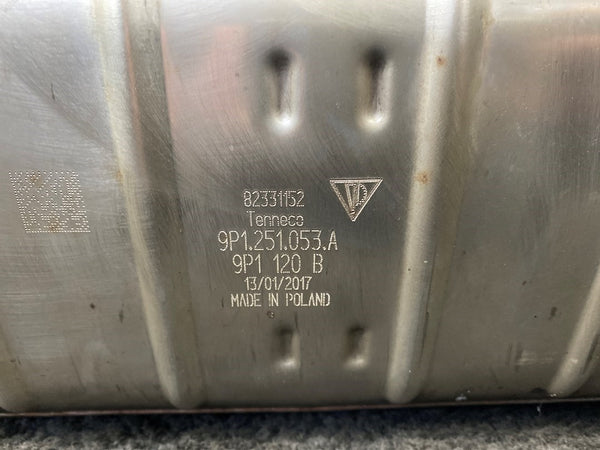 82331152
Tenneco
9P1.251.053.A
9P1 120 B
13/01/2017
MADE IN POLAND